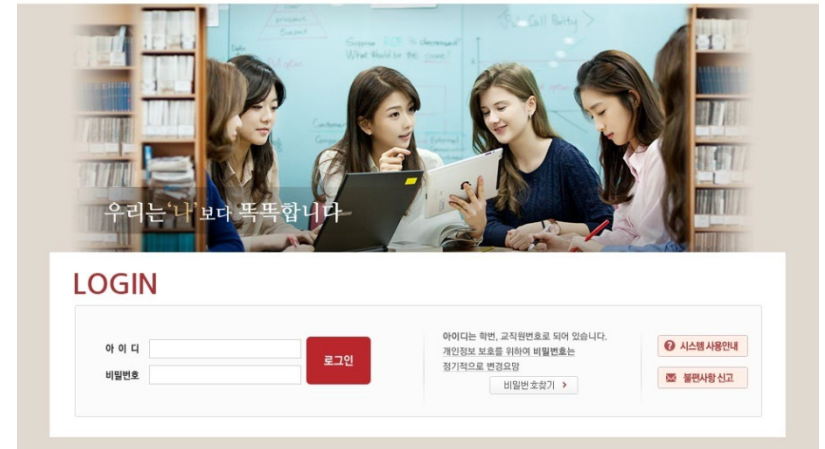 우리는 '나'보다 똑똑합니다
LOGIN
아 이 디
비밀번호
로그인
아이디는 학번, 교직원번호로 되어 있습니다.
개인정보 보호를 위하여 비밀번호는
정기적으로 변경요망
비밀번호찾기
시스템 사용안내
불편사항 신고